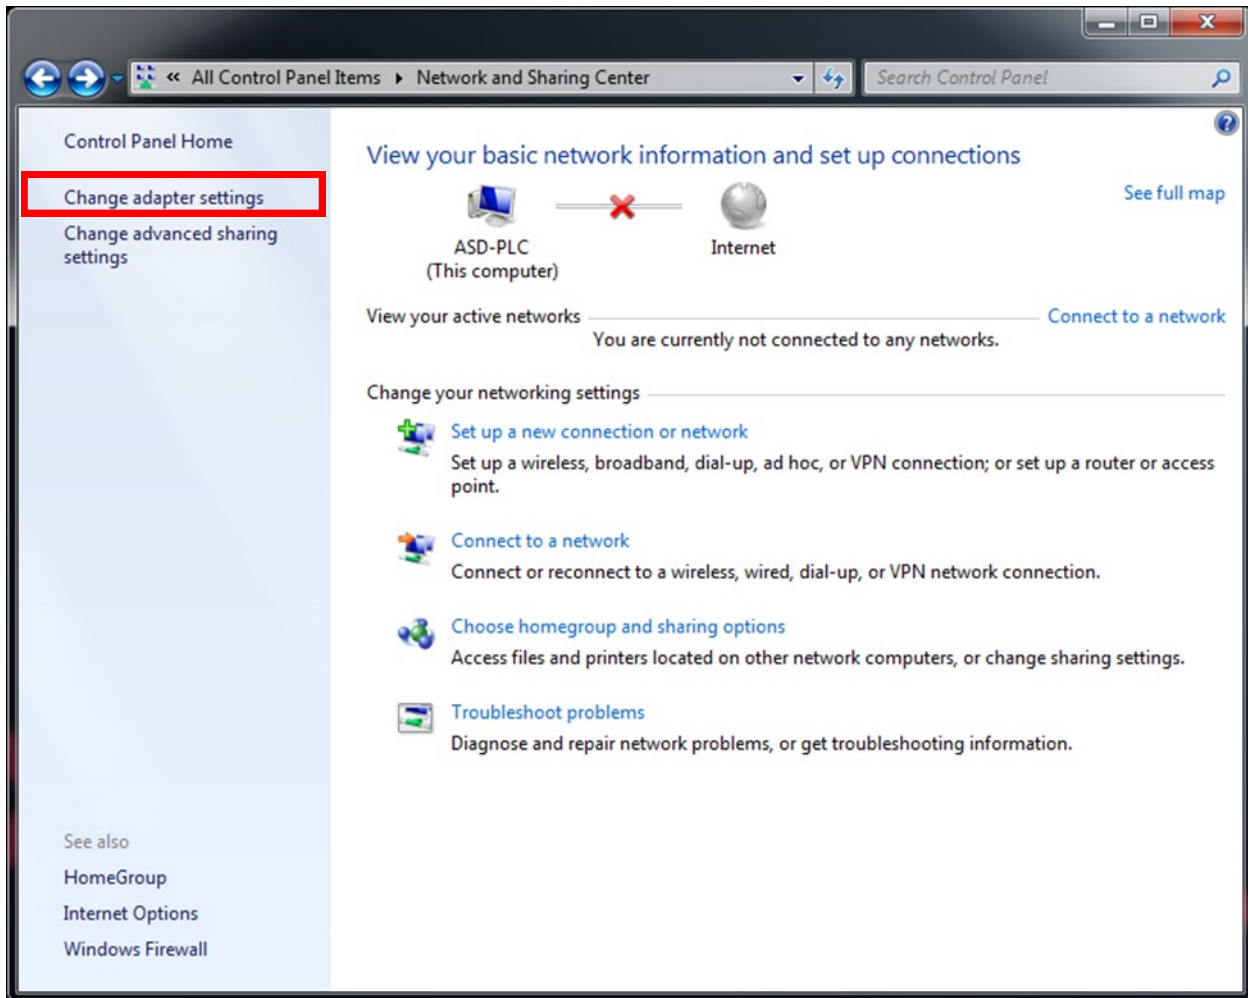 « All Control Panel Items ▸ Network and Sharing Center
Search Control Panel
Control Panel Home
Change adapter settings
Change advanced sharing
settings
See also
HomeGroup
Internet Options
Windows Firewall
View your basic network information and set up connections
See full map
ASD-PLC
(This computer)
Internet
View your active networks
Connect to a network
You are currently not connected to any networks.
Change your networking settings
Set up a new connection or network
Set up a wireless, broadband, dial-up, ad hoc, or VPN connection; or set up a router or access
point.
Connect to a network
Connect or reconnect to a wireless, wired, dial-up, or VPN network connection.
Choose homegroup and sharing options
Access files and printers located on other network computers, or change sharing settings.
Troubleshoot problems
Diagnose and repair network problems, or get troubleshooting information.